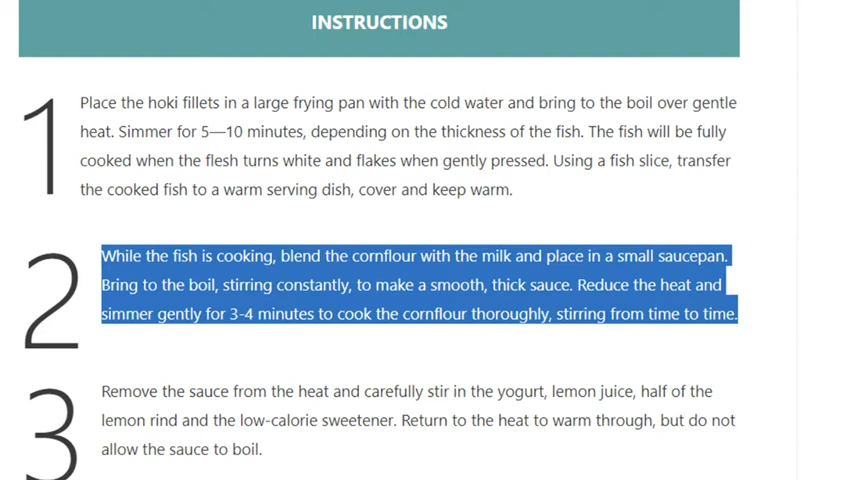 INSTRUCTIONS
1
Place the hoki fillets in a large frying pan with the cold water and bring to the boil over gentle
heat. Simmer for 5—10 minutes, depending on the thickness of the fish. The fish will be fully
cooked when the flesh turns white and flakes when gently pressed. Using a fish slice, transfer
the cooked fish to a warm serving dish, cover and keep warm.
2
While the fish is cooking, blend the cornflour with the milk and place in a small saucepan.
Bring to the boil, stirring constantly, to make a smooth, thick sauce. Reduce the heat and
simmer gently for 3-4 minutes to cook the cornflour thoroughly, stirring from time to time.
3
Remove the sauce from the heat and carefully stir in the yogurt, lemon juice, half of the
lemon rind and the low-calorie sweetener. Return to the heat to warm through, but do not
allow the sauce to boil.